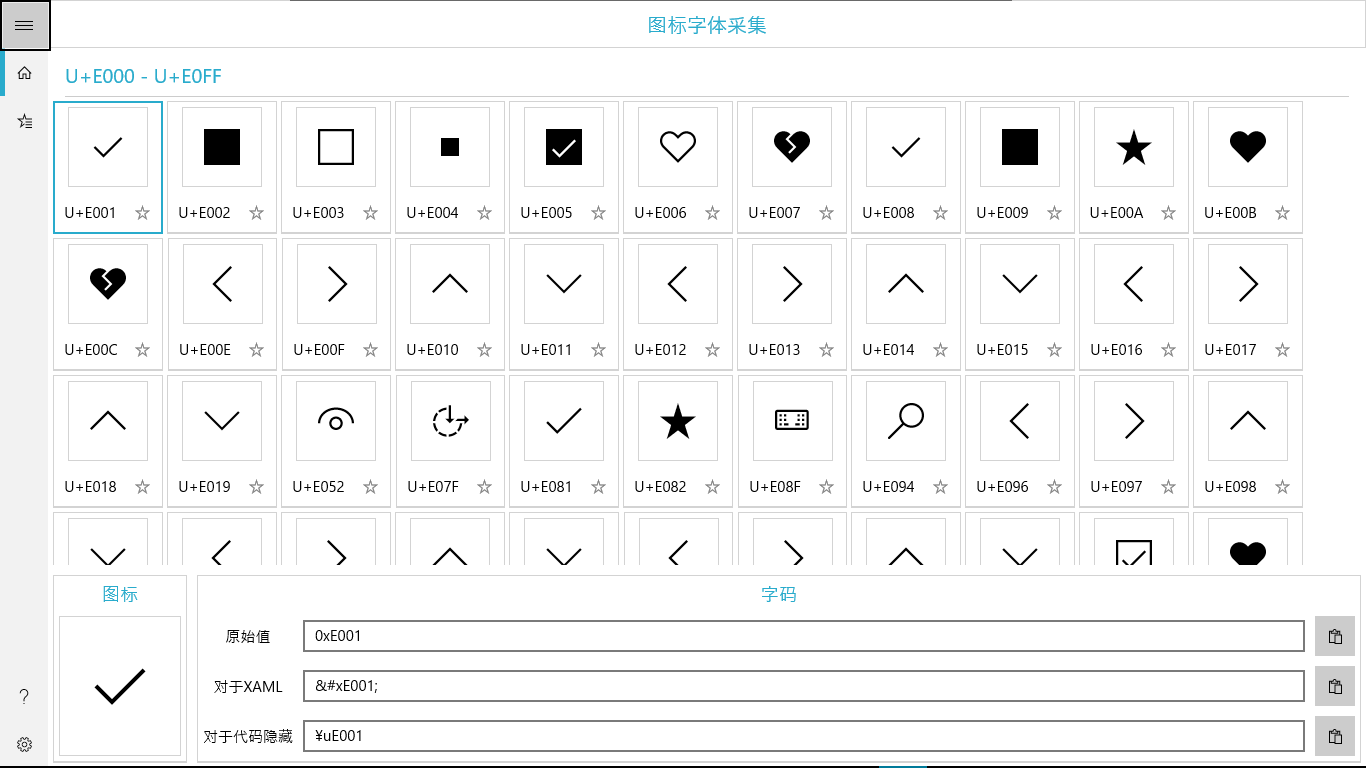 图标字体采集
U+E000 - U+E0FF
U+E001 U+E002 U+E003 U+E004 U+E005 U+E006 U+E007 U+E008 U+E009 U+E00A U+E00B
U+E00C U+E00E U+E00F U+E010 U+E011 U+E012 U+E013 U+E014 U+E015 U+E016 U+E017
U+E018 U+E019 U+E052 U+E07F U+E081 U+E082 U+E08F U+E094 U+E096 U+E097 U+E098
图标
字码
原始值 0xE001
对于XAML &#xE001;
对于代码隐藏 ¥uE001